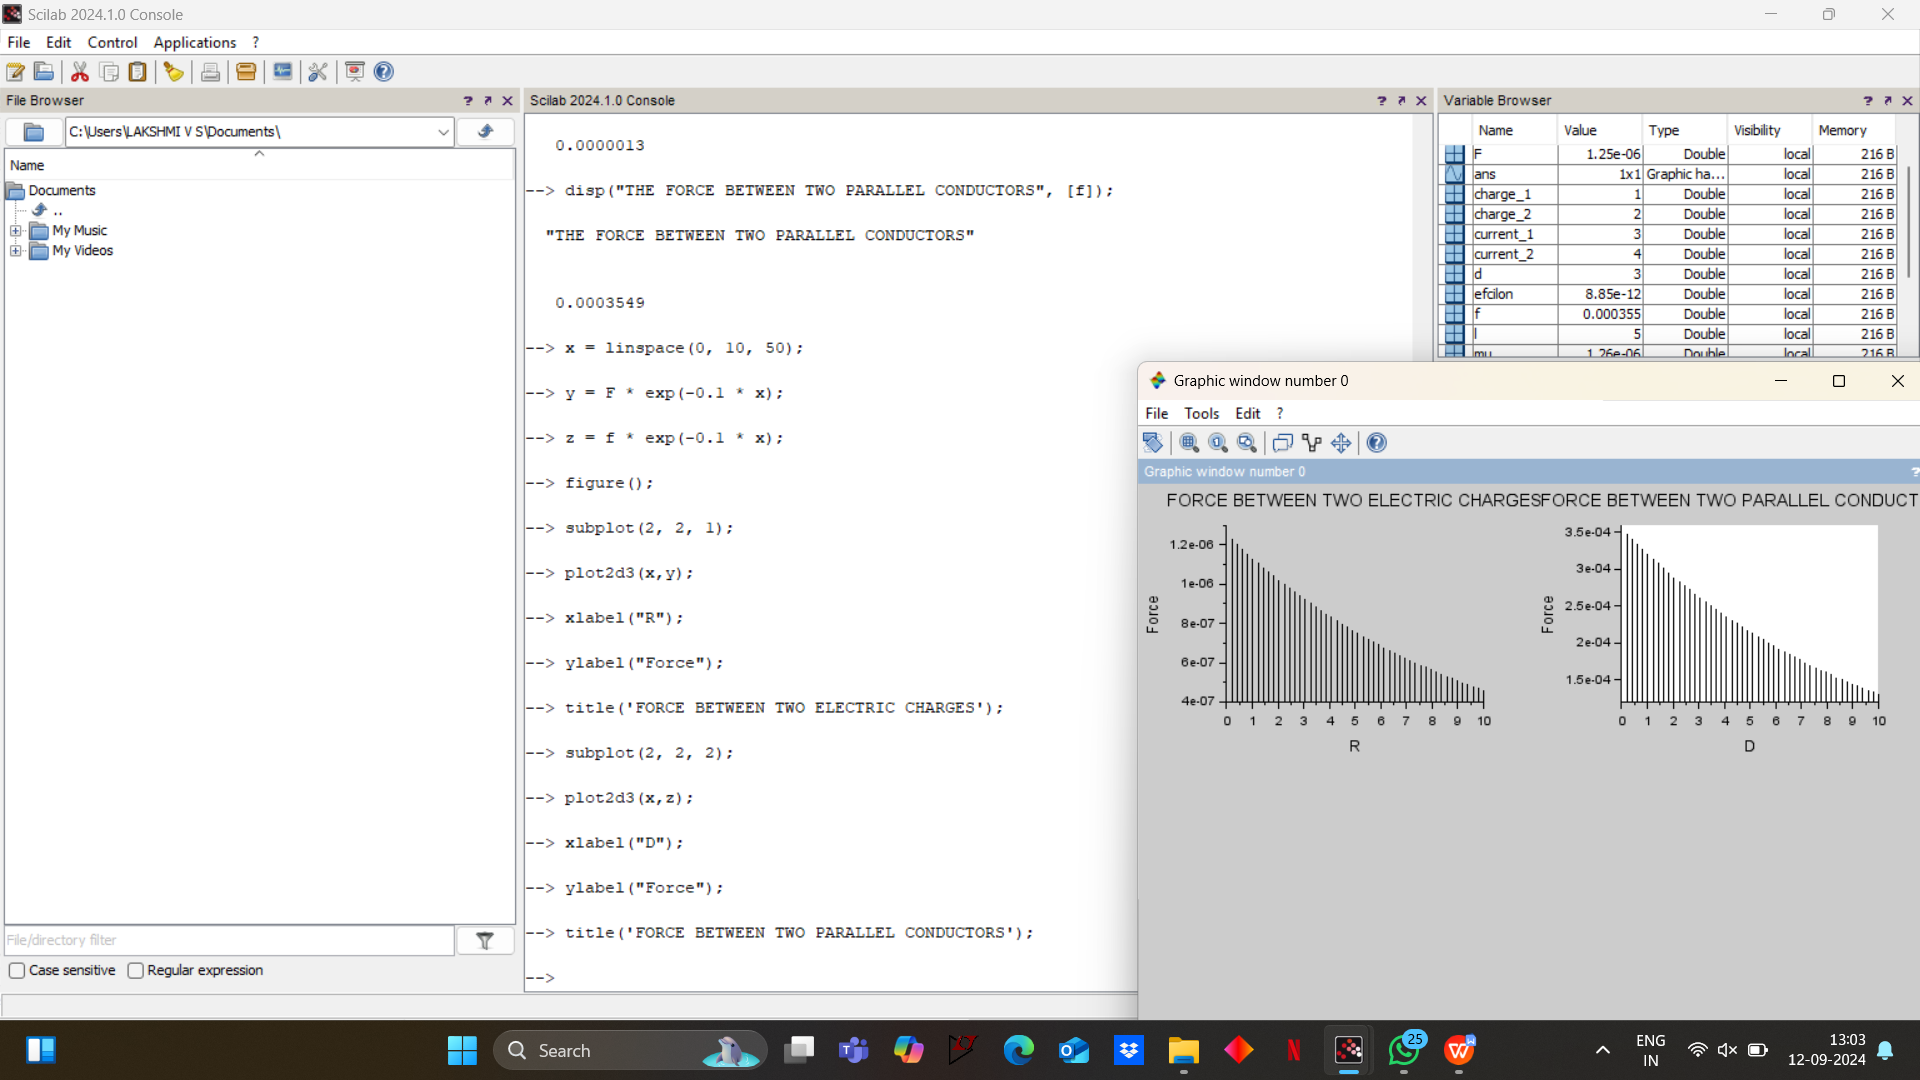 Scilab 2024.1.0 Console
File Edit Control Applications ?
File Browser
C:\Users\LAKSHMI V S\Documents\
Name
Documents
..
My Music
My Videos
File/directory filter
Case sensitive Regular expression
Scilab 2024.1.0 Console
0.0000013
--> disp("THE FORCE BETWEEN TWO PARALLEL CONDUCTORS", [f]);
"THE FORCE BETWEEN TWO PARALLEL CONDUCTORS"
0.0003549
--> x = linspace(0, 10, 50);
--> y = F * exp(-0.1 * x);
--> z = f * exp(-0.1 * x);
--> figure();
--> subplot(2, 2, 1);
--> plot2d3(x,y);
--> xlabel("R");
--> ylabel("Force");
--> title('FORCE BETWEEN TWO ELECTRIC CHARGES');
--> subplot(2, 2, 2);
--> plot2d3(x,z);
--> xlabel("D");
--> ylabel("Force");
--> title('FORCE BETWEEN TWO PARALLEL CONDUCTORS');
-->
Variable Browser
Name Value Type Visibility Memory
F 1.25e-06 Double local 216 B
ans 1x1 Graphic ha... local 216 B
charge_1 1 Double local 216 B
charge_2 2 Double local 216 B
current_1 3 Double local 216 B
current_2 4 Double local 216 B
d 3 Double local 216 B
efcilon 8.85e-12 Double local 216 B
f 0.000355 Double local 216 B
l 5 Double local 216 B
mu 1.26e-06 Double local 216 B
Graphic window number 0
File Tools Edit ?
Graphic window number 0 ?
FORCE BETWEEN TWO ELECTRIC CHARGES
1.2e-06
1e-06
8e-07
6e-07
4e-07
Force
0 1 2 3 4 5 6 7 8 9 10
R
FORCE BETWEEN TWO PARALLEL CONDUCT
3.5e-04
3e-04
2.5e-04
2e-04
1.5e-04
Force
0 1 2 3 4 5 6 7 8 9 10
D
Search
25
ENG
IN
13:03
12-09-2024